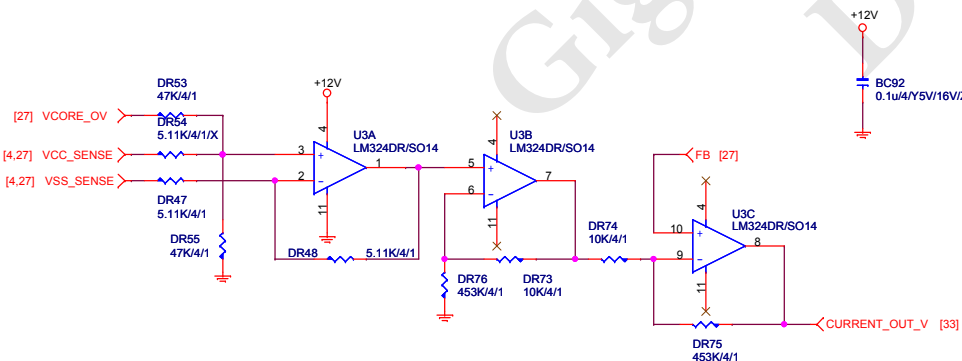 +12V
BC92
0.1u/4/Y5V/16V/
DR53
47K/4/1
[27] VCORE_OV
DR54
5.11K/4/1/X
[4,27] VCC_SENSE
[4,27] VSS_SENSE
DR47
5.11K/4/1
DR55
47K/4/1
+12V
4
3
+
1
2
-
11
U3A
LM324DR/SO14
DR48
5.11K/4/1
4
5
+
7
6
-
11
U3B
LM324DR/SO14
DR76
453K/4/1
DR73
10K/4/1
DR74
10K/4/1
FB [27]
4
10
+
8
9
-
11
U3C
LM324DR/SO14
DR75
453K/4/1
CURRENT_OUT_V [33]
Gig